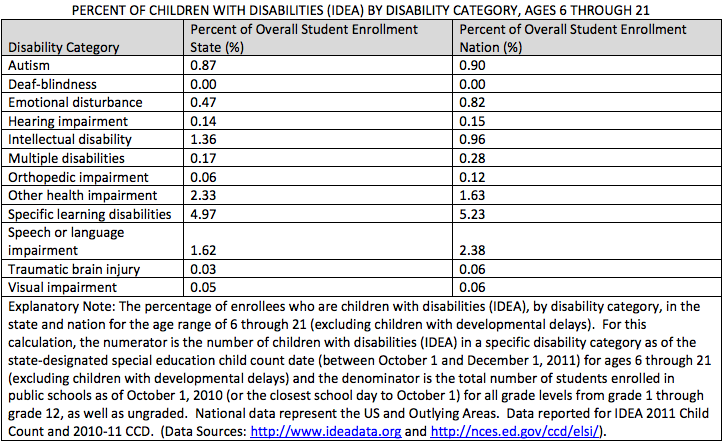 PERCENT OF CHILDREN WITH DISABILITIES (IDEA) BY DISABILITY CATEGORY, AGES 6 THROUGH 21
Disability Category | Percent of Overall Student Enrollment State (%) | Percent of Overall Student Enrollment Nation (%)
Autism | 0.87 | 0.90
Deaf-blindness | 0.00 | 0.00
Emotional disturbance | 0.47 | 0.82
Hearing impairment | 0.14 | 0.15
Intellectual disability | 1.36 | 0.96
Multiple disabilities | 0.17 | 0.28
Orthopedic impairment | 0.06 | 0.12
Other health impairment | 2.33 | 1.63
Specific learning disabilities | 4.97 | 5.23
Speech or language impairment | 1.62 | 2.38
Traumatic brain injury | 0.03 | 0.06
Visual impairment | 0.05 | 0.06
Explanatory Note: The percentage of enrollees who are children with disabilities (IDEA), by disability category, in the
state and nation for the age range of 6 through 21 (excluding children with developmental delays).  For this
calculation, the numerator is the number of children with disabilities (IDEA) in a specific disability category as of the
state-designated special education child count date (between October 1 and December 1, 2011) for ages 6 through 21
(excluding children with developmental delays) and the denominator is the total number of students enrolled in
public schools as of October 1, 2010 (or the closest school day to October 1) for all grade levels from grade 1 through
grade 12, as well as ungraded.  National data represent the US and Outlying Areas.  Data reported for IDEA 2011 Child
Count and 2010-11 CCD.  (Data Sources: http://www.ideadata.org and http://nces.ed.gov/ccd/elsi/).